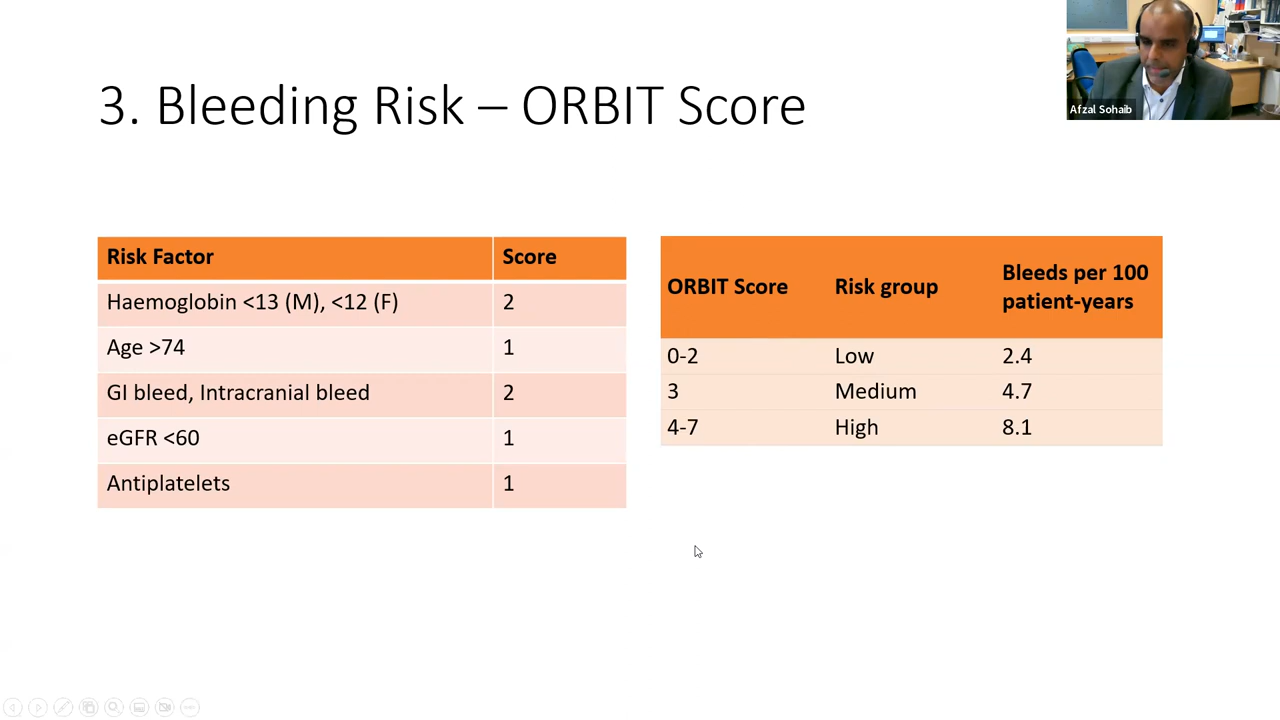 3. Bleeding Risk – ORBIT Score
Afzal Sohaib
Risk Factor Score
Haemoglobin <13 (M), <12 (F) 2
Age >74 1
GI bleed, Intracranial bleed 2
eGFR <60 1
Antiplatelets 1
ORBIT Score Risk group Bleeds per 100
patient-years
0-2 Low 2.4
3 Medium 4.7
4-7 High 8.1